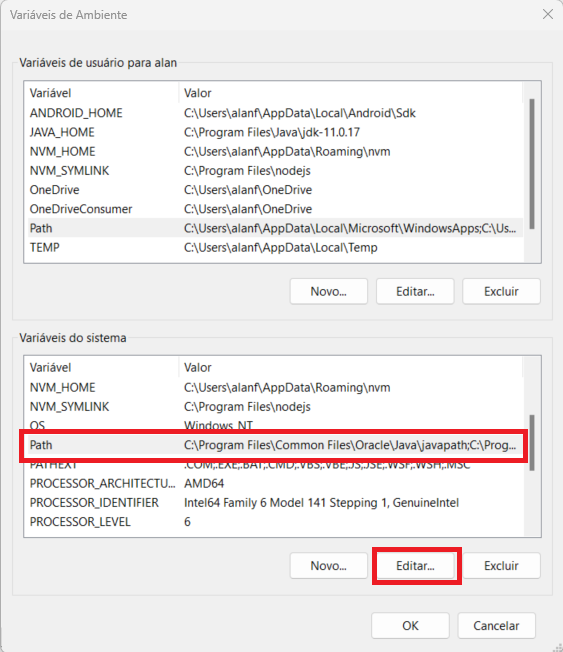 Variáveis de Ambiente
Variáveis de usuário para alan
Variável Valor
ANDROID_HOME C:\Users\alanf\AppData\Local\Android\Sdk
JAVA_HOME C:\Program Files\Java\jdk-11.0.17
NVM_HOME C:\Users\alanf\AppData\Roaming\nvm
NVM_SYMLINK C:\Program Files\nodejs
OneDrive C:\Users\alanf\OneDrive
OneDriveConsumer C:\Users\alanf\OneDrive
Path C:\Users\alanf\AppData\Local\Microsoft\WindowsApps;C:\Us...
TEMP C:\Users\alanf\AppData\Local\Temp
Novo... Editar... Excluir
Variáveis do sistema
Variável Valor
NVM_HOME C:\Users\alanf\AppData\Roaming\nvm
NVM_SYMLINK C:\Program Files\nodejs
OS Windows_NT
Path C:\Program Files\Common Files\Oracle\Java\javapath;C:\Prog...
PATHEXT .COM;.EXE;.BAT;.CMD;.VBS;.VBE;.JS;.JSE;.WSF;.WSH;.MSC
PROCESSOR_ARCHITECTU... AMD64
PROCESSOR_IDENTIFIER Intel64 Family 6 Model 141 Stepping 1, GenuineIntel
PROCESSOR_LEVEL 6
Novo... Editar... Excluir
OK Cancelar